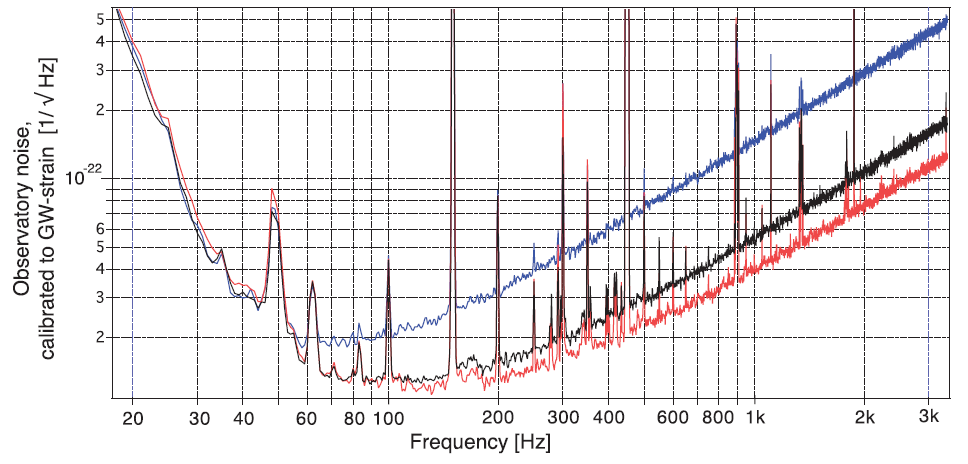 Observatory noise,
calibrated to GW-strain [1/√Hz]
5
4
3
2
10-22
6
5
4
3
2
20 30 40 60 80 100 200 300 400 600 800 1k 2k 3k
Frequency [Hz]